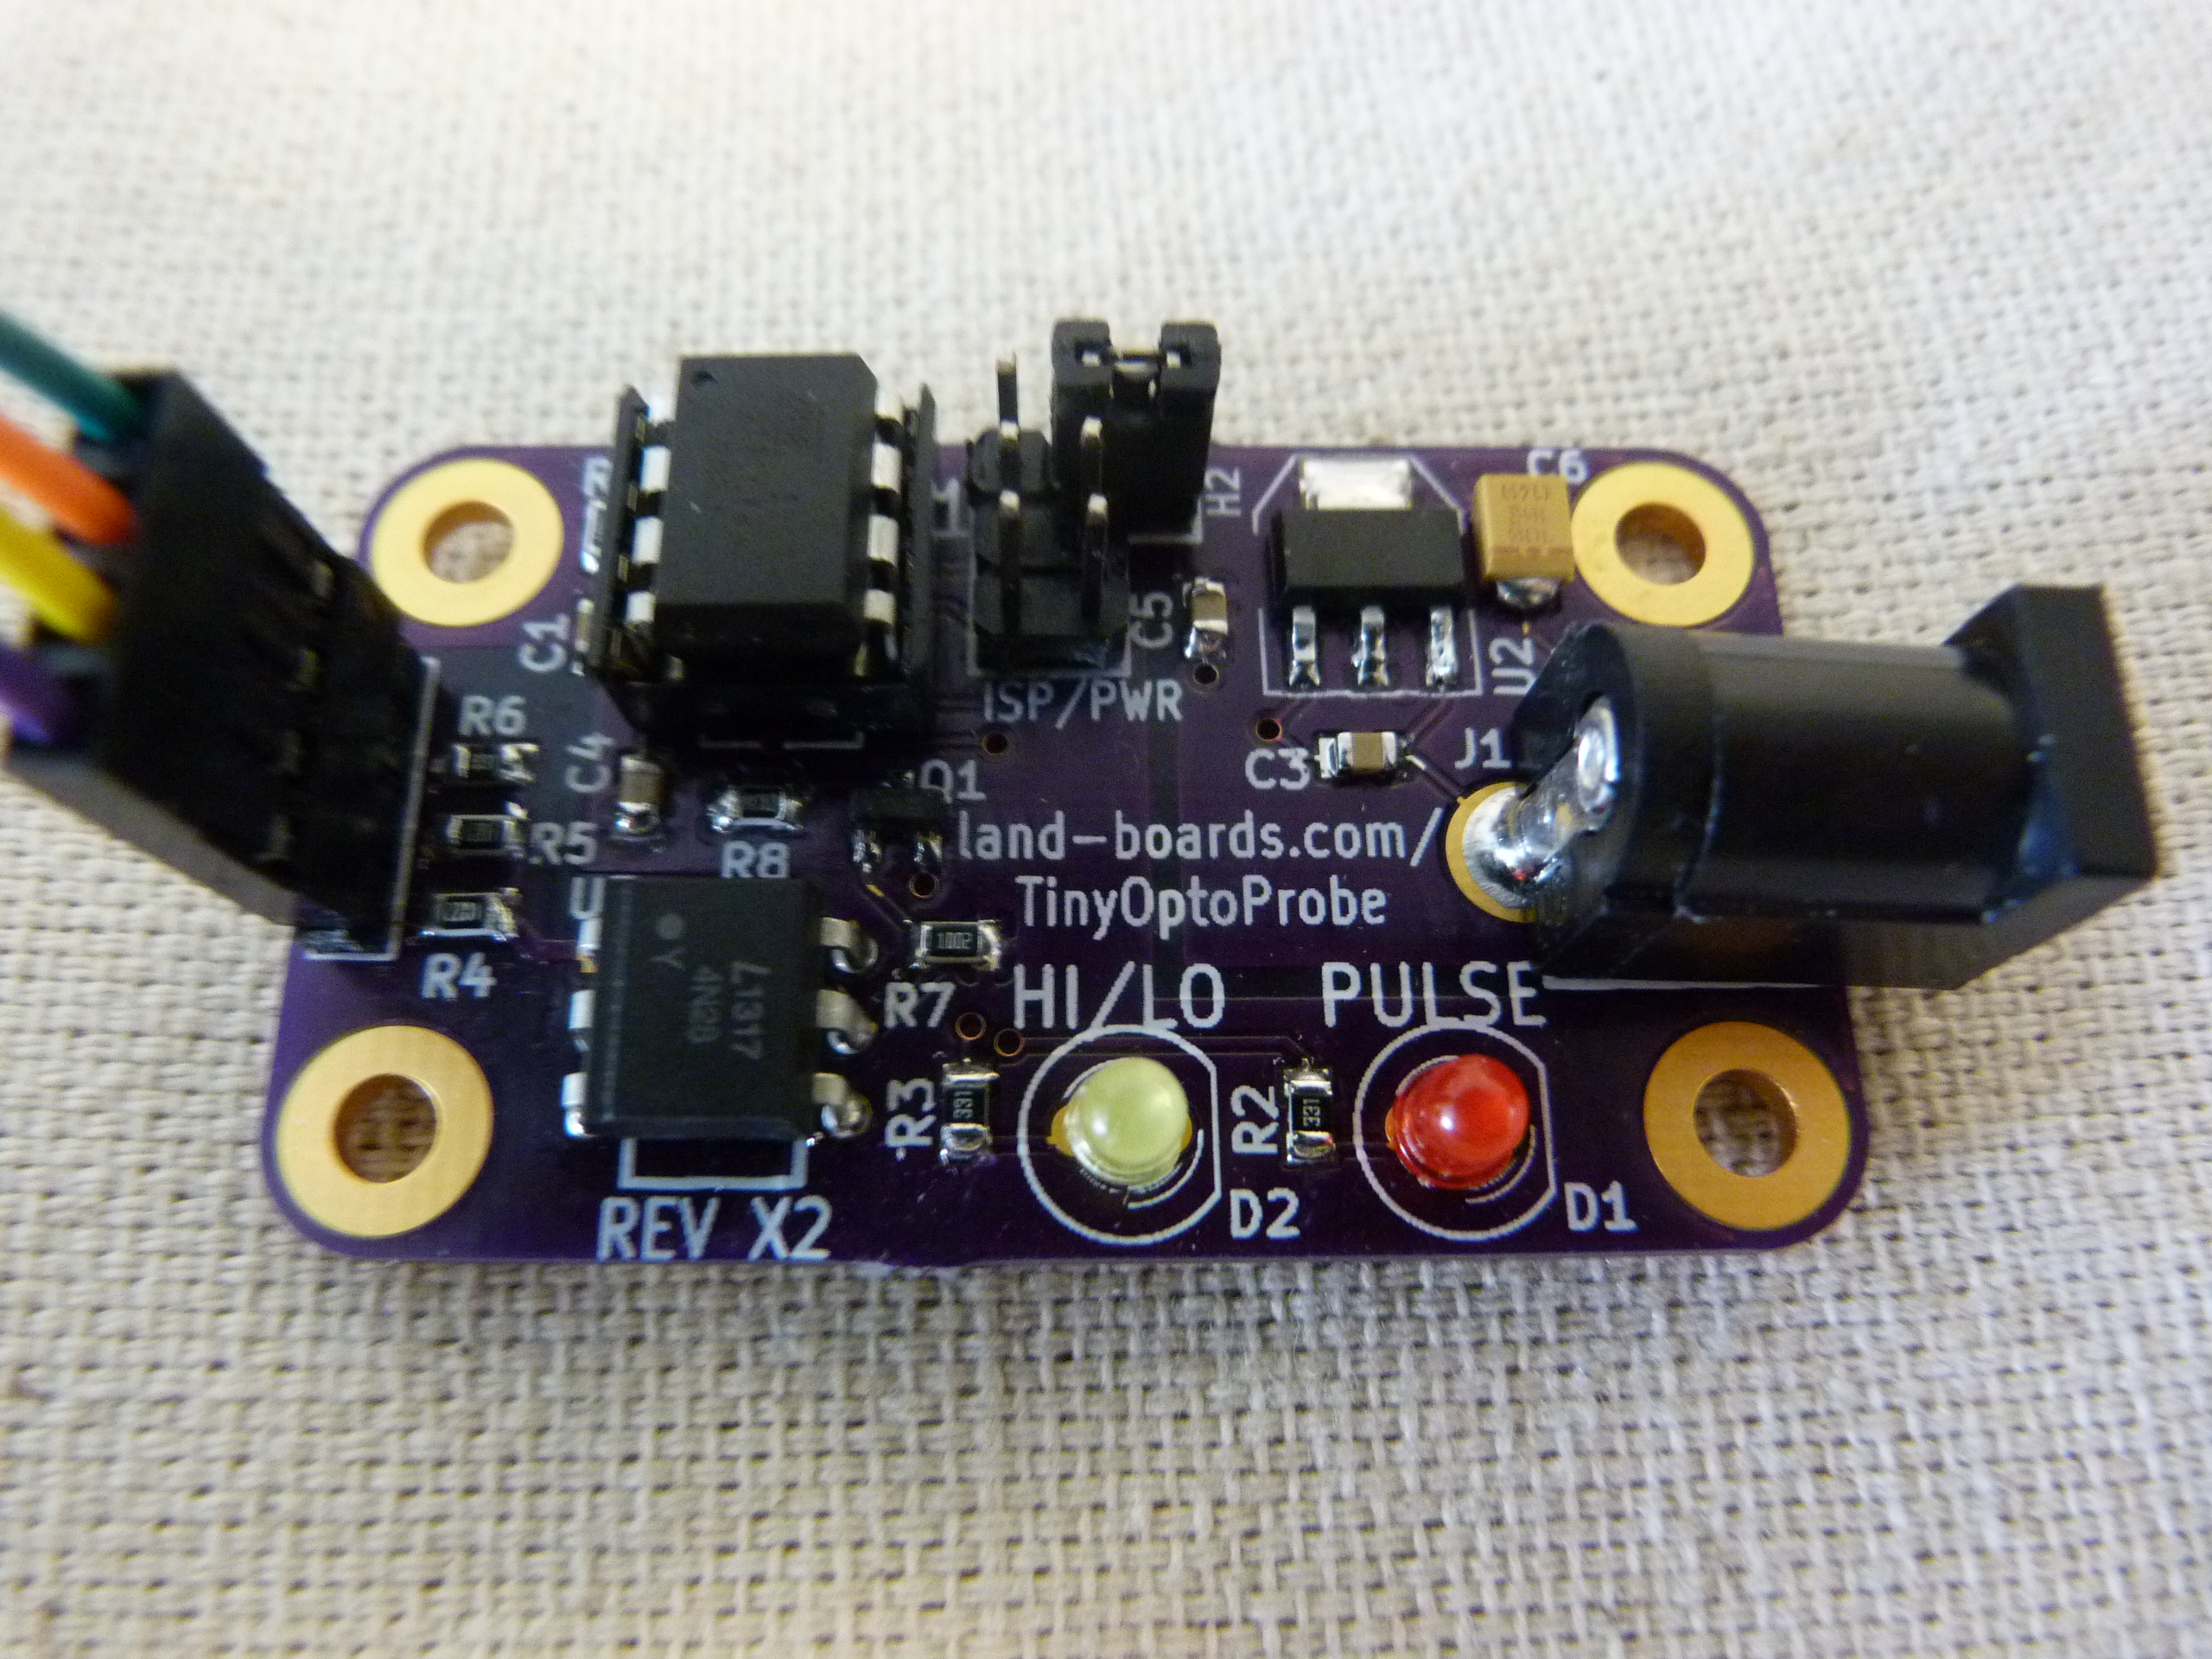 C6
H2
C1
C5
U2
ISP/PWR
R6
C4
J1
C3
Q1
R5
R8
land-boards.com/
TinyOptoProbe
R4
1002
R7
HI/LO
PULSE
L1317
4N28
R3
331
R2
331
D2
D1
REV X2